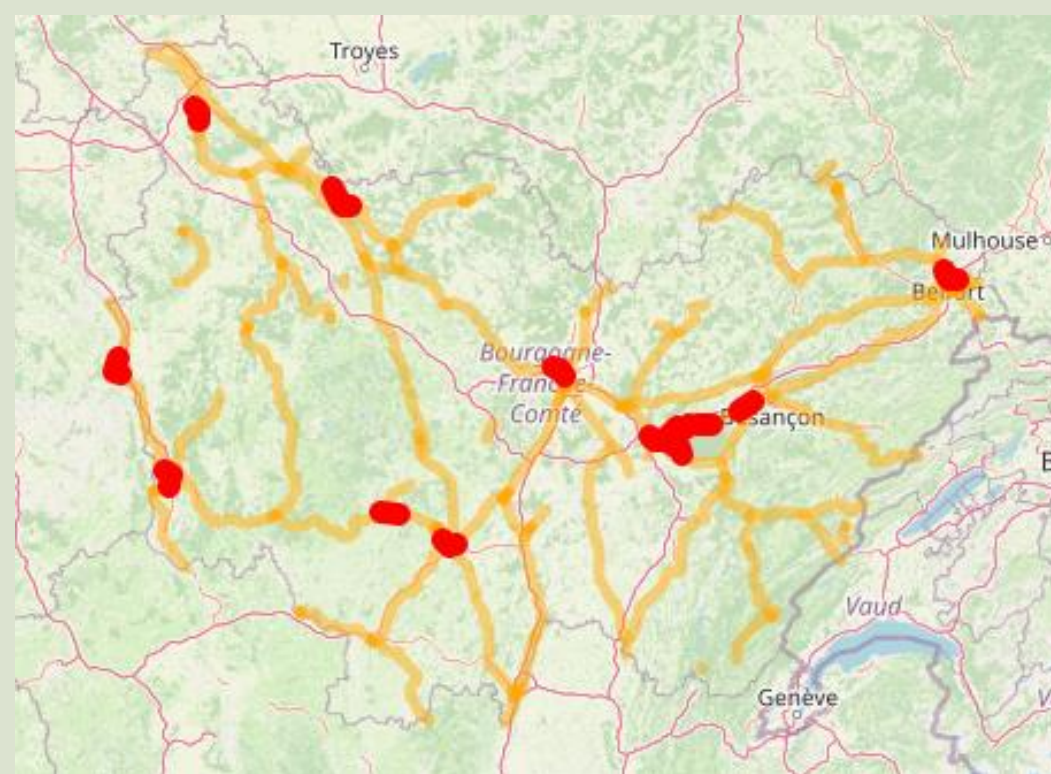 Troyes
Mulhouse
Belfort
Bourgogne-
Franche-
Comté
Besançon
Vaud
Genève